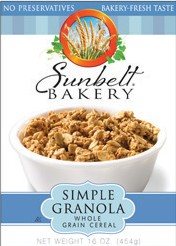 NO PRESERVATIVES BAKERY-FRESH TASTE
Sunbelt®
BAKERY
SIMPLE
GRANOLA
WHOLE
GRAIN CEREAL
NET WEIGHT 16 OZ. (454g)